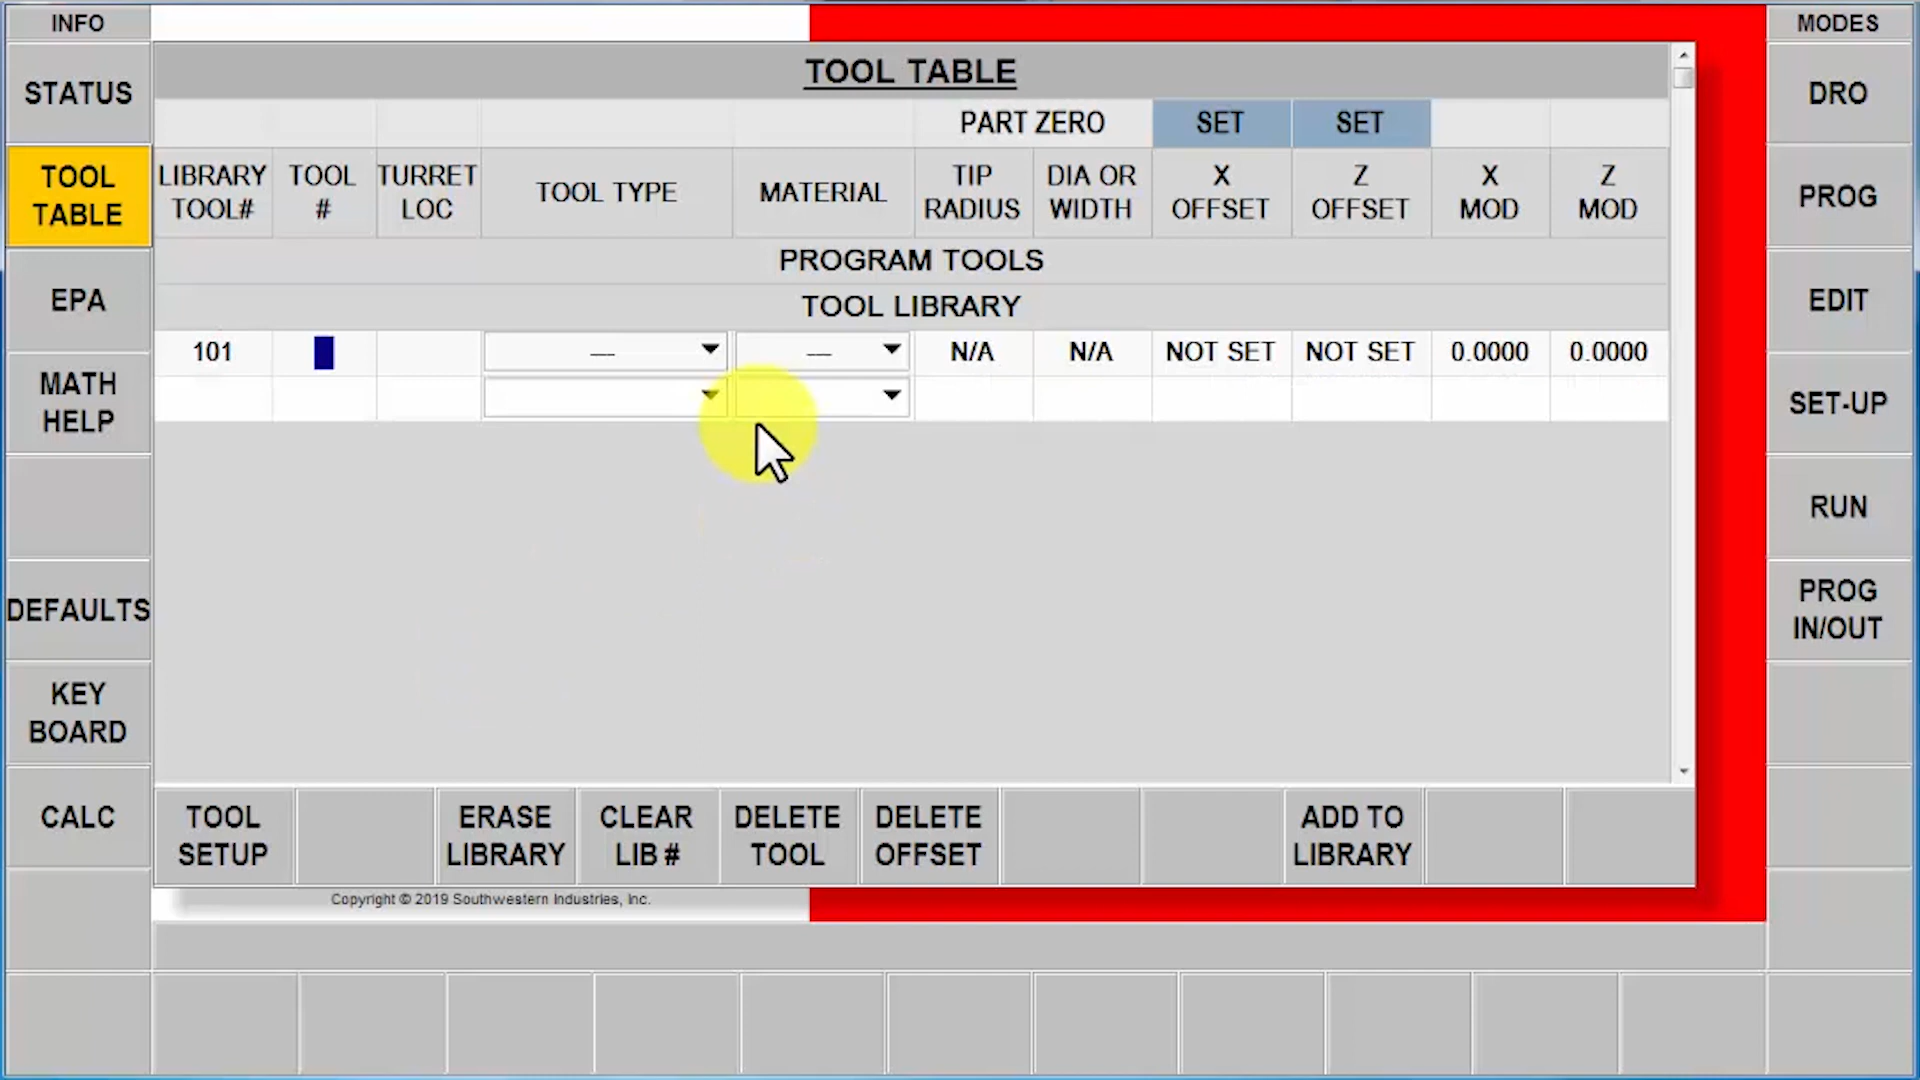 INFO
MODES
STATUS
TOOL
TABLE
EPA
MATH
HELP
DEFAULTS
KEY
BOARD
CALC
TOOL TABLE
PART ZERO SET SET
LIBRARY
TOOL#
TOOL
#
TURRET
LOC
TOOL TYPE
MATERIAL
TIP
RADIUS
DIA OR
WIDTH
X
OFFSET
Z
OFFSET
X
MOD
Z
MOD
PROGRAM TOOLS
TOOL LIBRARY
101 — — N/A N/A NOT SET NOT SET 0.0000 0.0000
TOOL
SETUP
ERASE
LIBRARY
CLEAR
LIB #
DELETE
TOOL
DELETE
OFFSET
ADD TO
LIBRARY
Copyright © 2019 Southwestern Industries, Inc.
DRO
PROG
EDIT
SET-UP
RUN
PROG
IN/OUT